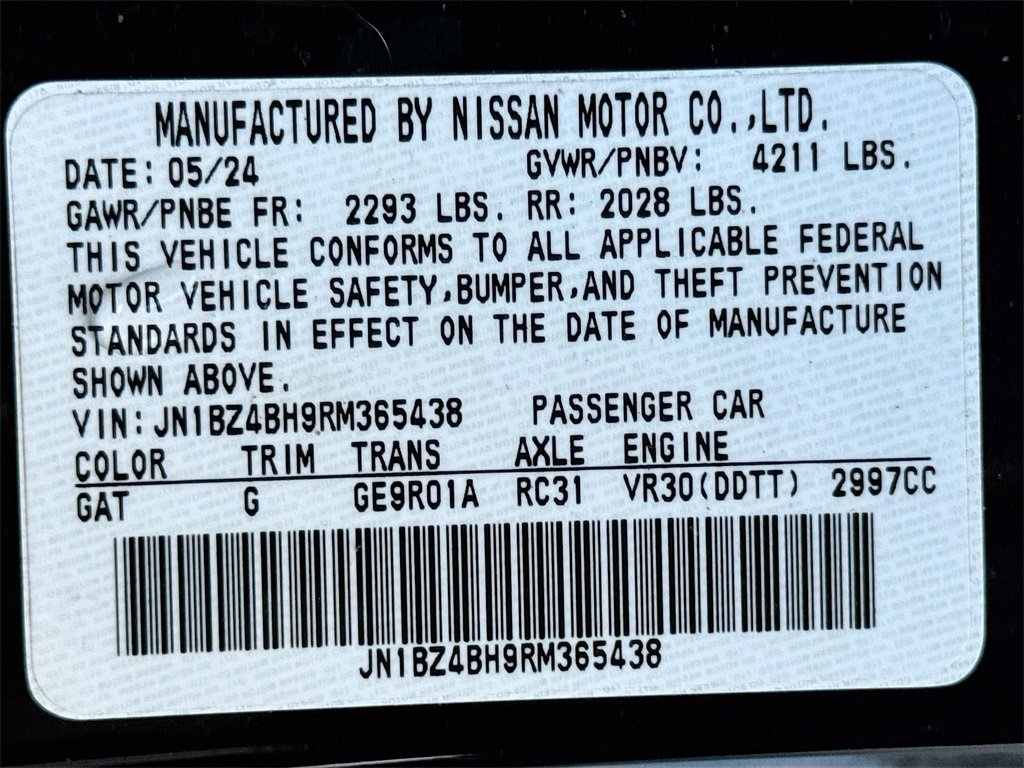 MANUFACTURED BY NISSAN MOTOR CO.,LTD.
DATE: 05/24 GVWR/PNBV: 4211 LBS.
GAWR/PNBE FR: 2293 LBS. RR: 2028 LBS.
THIS VEHICLE CONFORMS TO ALL APPLICABLE FEDERAL
MOTOR VEHICLE SAFETY,BUMPER,AND THEFT PREVENTION
STANDARDS IN EFFECT ON THE DATE OF MANUFACTURE
SHOWN ABOVE.
VIN: JN1BZ4BH9RM365438 PASSENGER CAR
COLOR TRIM TRANS AXLE ENGINE
GAT G GE9R01A RC31 VR30(DDTT) 2997CC
JN1BZ4BH9RM365438